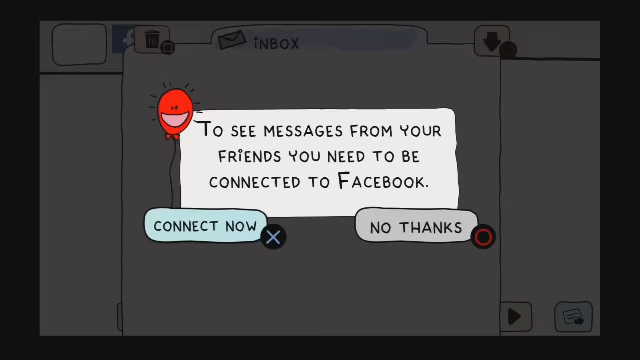 INBOX
TO SEE MESSAGES FROM YOUR
FRIENDS YOU NEED TO BE
CONNECTED TO FACEBOOK.
CONNECT NOW
NO THANKS